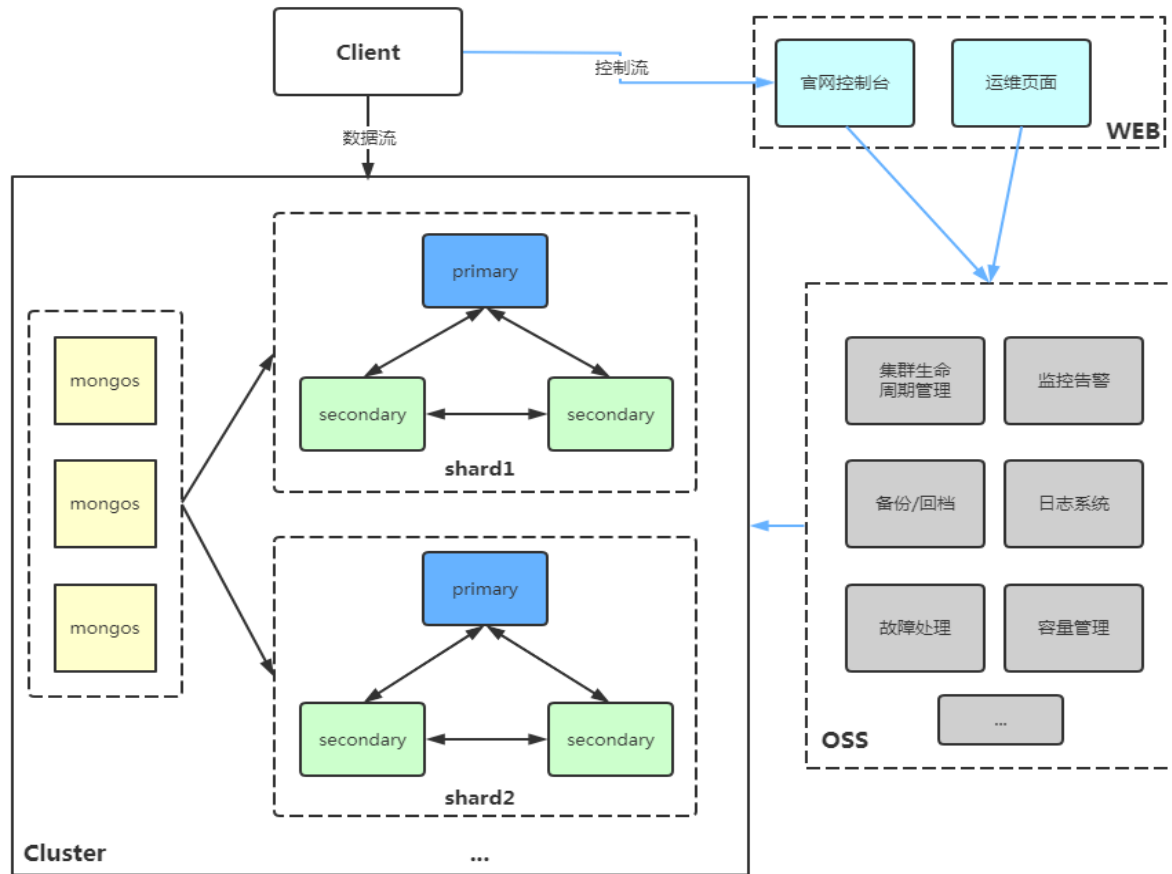 Client
控制流
官网控制台
运维页面
WEB
数据流
primary
secondary
secondary
shard1
mongos
mongos
mongos
primary
secondary
secondary
shard2
Cluster
...
集群生命
周期管理
监控告警
备份/回档
日志系统
故障处理
容量管理
...
OSS